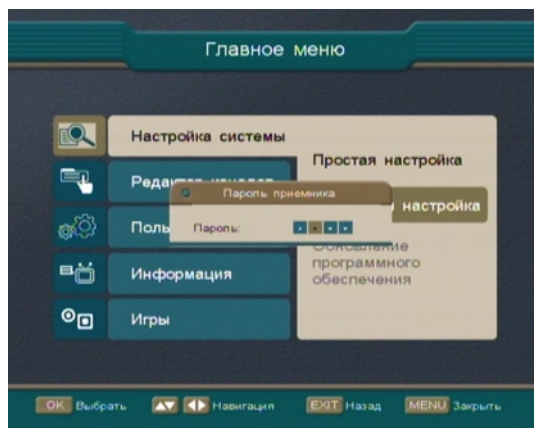 Главное меню
Настройка системы
Простая настройка
Пароль приемника
настройка
Пароль:
Обновление
программного
обеспечения
Информация
Игры
OK Выбрать
Навигация
EXIT Назад
MENU Закрыть